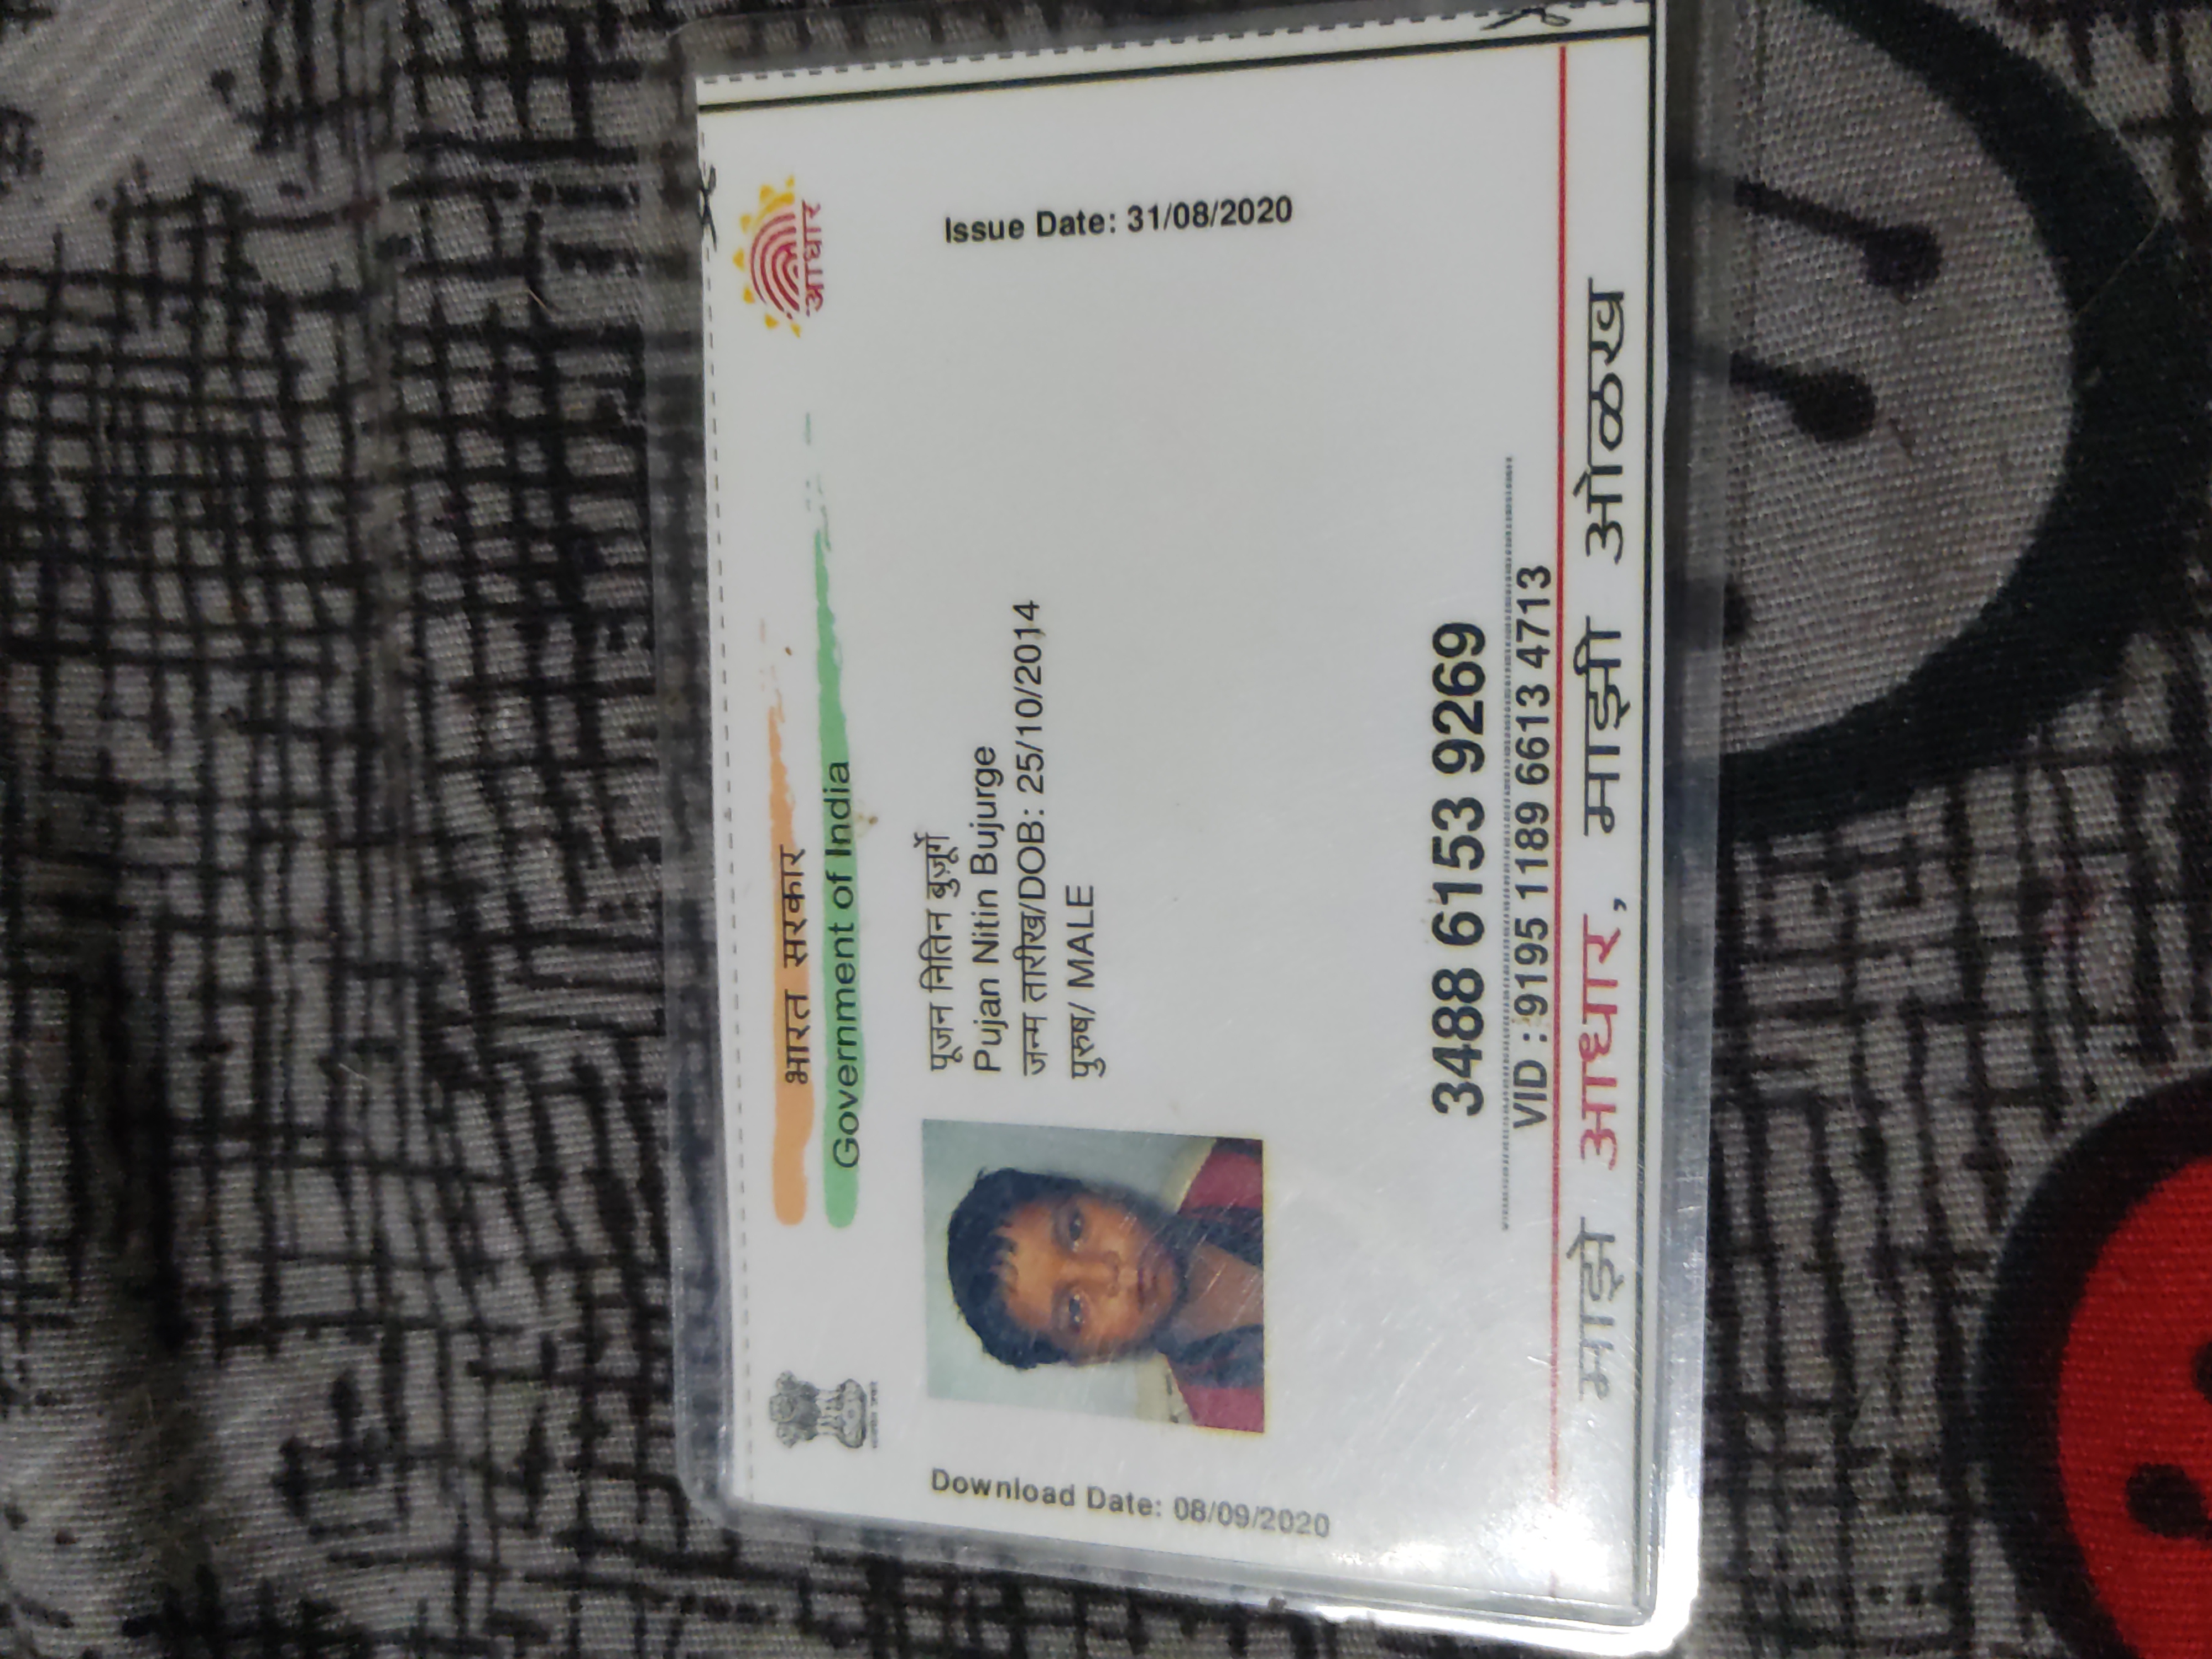 भारत सरकार
Government of India
आधार
Download Date: 08/09/2020
Issue Date: 31/08/2020
पूजन नितिन बुजूर्गे
Pujan Nitin Bujurge
जन्म तारीख/DOB: 25/10/2014
पुरुष/ MALE
3488 6153 9269
VID : 9195 1189 6613 4713
माझे आधार, माझी ओळख